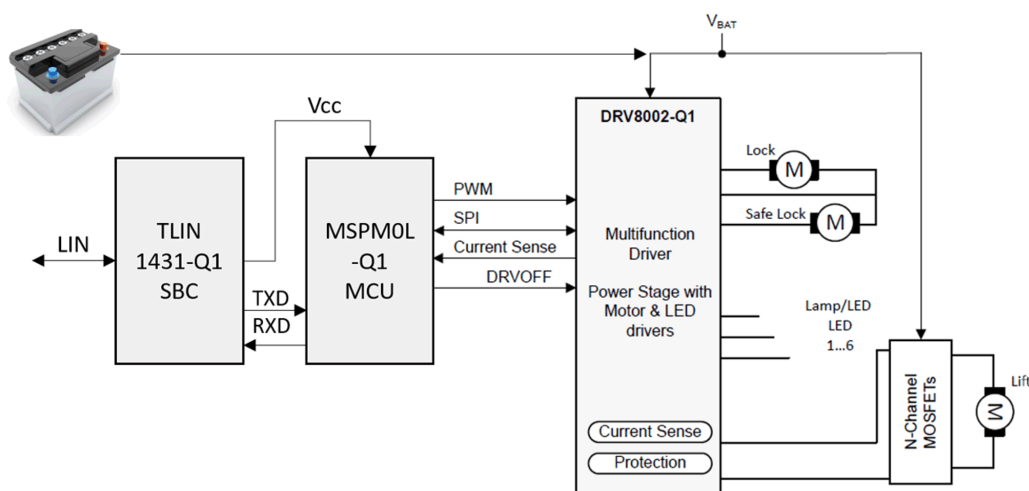 V_BAT
DRV8002-Q1
Vcc
Lock
M
PWM
TLIN
1431-Q1
SBC
MSPM0L
-Q1
MCU
SPI
Safe Lock
M
LIN
Current Sense
Multifunction
Driver
DRVOFF
TXD
RXD
Power Stage with
Motor & LED
drivers
Lamp/LED
LED
1...6
N-Channel
MOSFETs
Lift
M
Current Sense
Protection